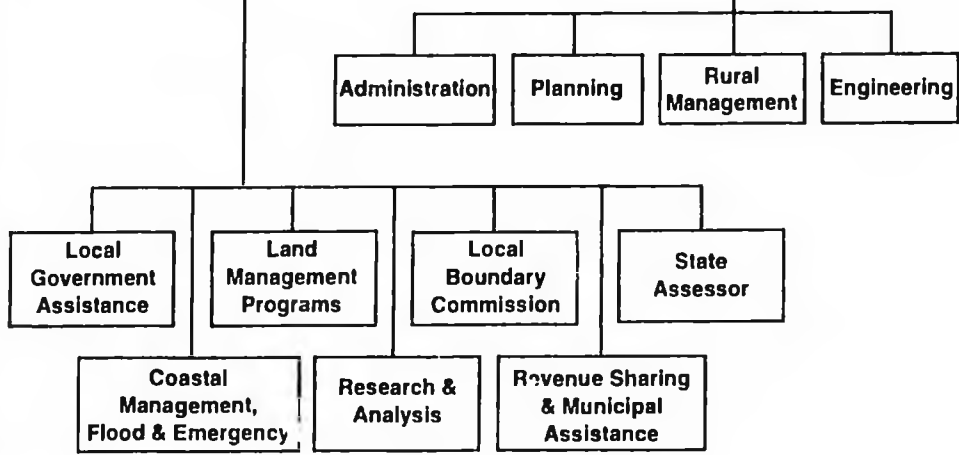 Administration
Planning
Rural
Management
Engineering
Local
Government
Assistance
Land
Management
Programs
Local
Boundary
Commission
State
Assessor
Coastal
Management,
Flood & Emergency
Research &
Analysis
Revenue Sharing
& Municipal
Assistance